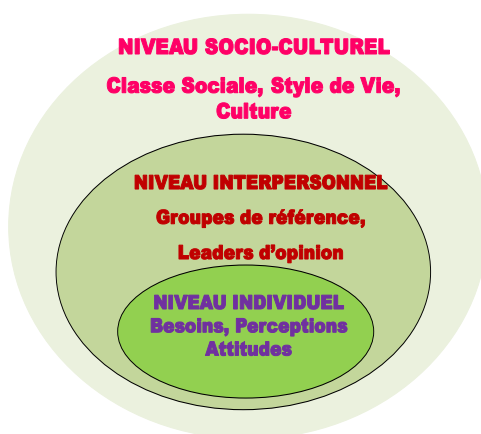 NIVEAU SOCIO-CULTUREL
Classe Sociale, Style de Vie,
Culture
NIVEAU INTERPERSONNEL
Groupes de référence,
Leaders d’opinion
NIVEAU INDIVIDUEL
Besoins, Perceptions
Attitudes